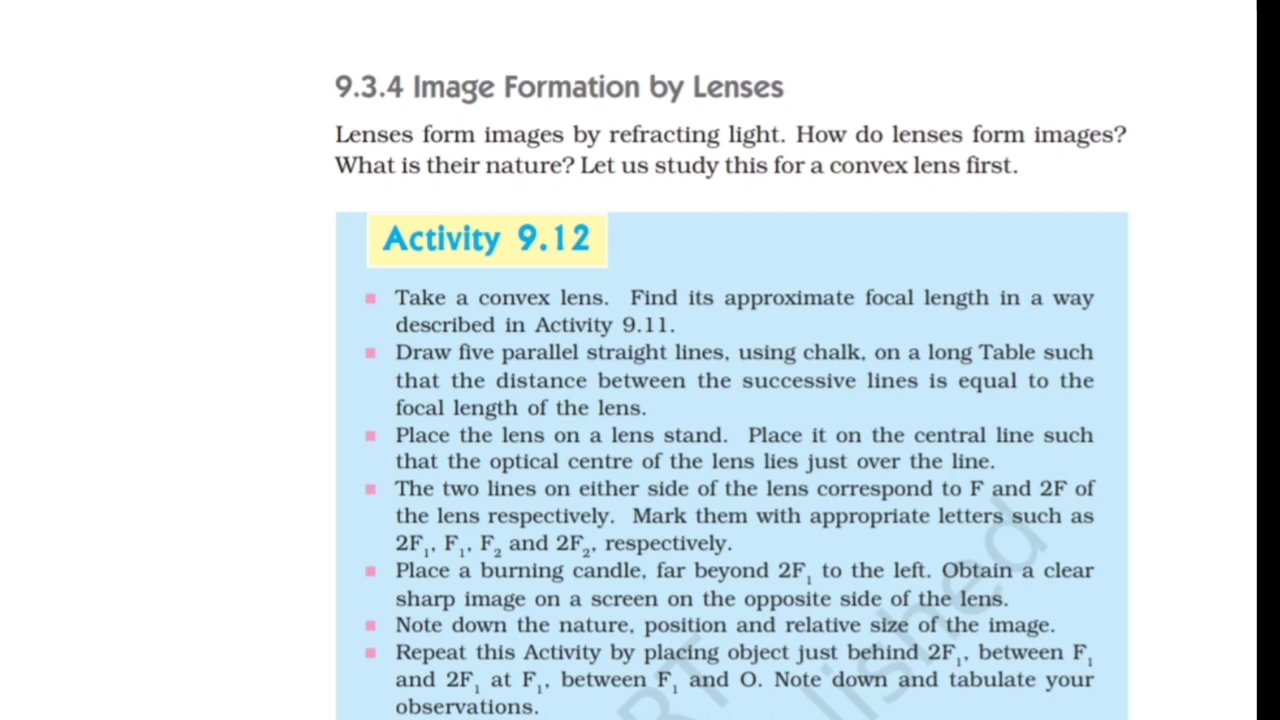 9.3.4 Image Formation by Lenses
Lenses form images by refracting light. How do lenses form images?
What is their nature? Let us study this for a convex lens first.
Activity 9.12
Take a convex lens. Find its approximate focal length in a way
described in Activity 9.11.
Draw five parallel straight lines, using chalk, on a long Table such
that the distance between the successive lines is equal to the
focal length of the lens.
Place the lens on a lens stand. Place it on the central line such
that the optical centre of the lens lies just over the line.
The two lines on either side of the lens correspond to F and 2F of
the lens respectively. Mark them with appropriate letters such as
2F₁, F₁, F₂ and 2F₂, respectively.
Place a burning candle, far beyond 2F₁ to the left. Obtain a clear
sharp image on a screen on the opposite side of the lens.
Note down the nature, position and relative size of the image.
Repeat this Activity by placing object just behind 2F₁, between F₁
and 2F₁ at F₁, between F₁ and O. Note down and tabulate your
observations.